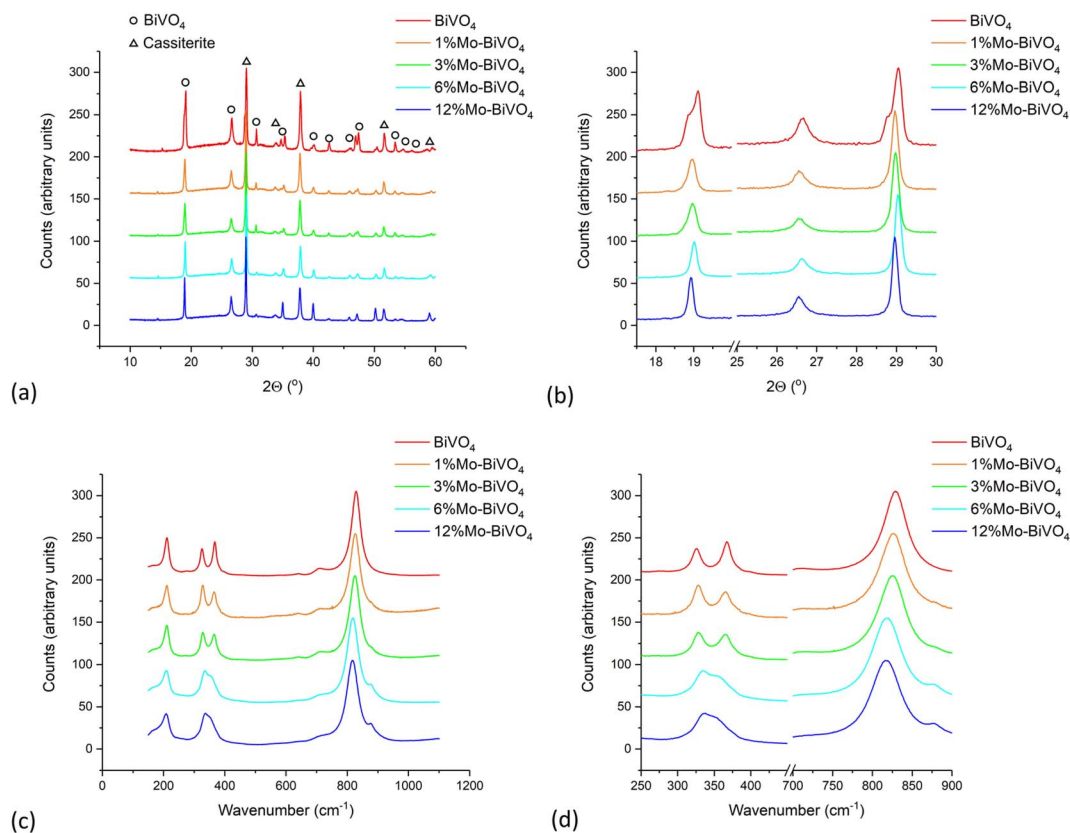 BiVO4
Cassiterite
BiVO4
1%Mo-BiVO4
3%Mo-BiVO4
6%Mo-BiVO4
12%Mo-BiVO4
Counts (arbitrary units)
300
250
200
150
100
50
0
10 20 30 40 50 60
2Θ (o)
(a)
BiVO4
1%Mo-BiVO4
3%Mo-BiVO4
6%Mo-BiVO4
12%Mo-BiVO4
Counts (arbitrary units)
300
250
200
150
100
50
0
18 19 25 26 27 28 29 30
2Θ (o)
(b)
BiVO4
1%Mo-BiVO4
3%Mo-BiVO4
6%Mo-BiVO4
12%Mo-BiVO4
Counts (arbitrary units)
300
250
200
150
100
50
0
0 200 400 600 800 1000 1200
Wavenumber (cm-1)
(c)
BiVO4
1%Mo-BiVO4
3%Mo-BiVO4
6%Mo-BiVO4
12%Mo-BiVO4
Counts (arbitrary units)
300
250
200
150
100
50
0
250 300 350 400 750 800 850 900
Wavenumber (cm-1)
(d)